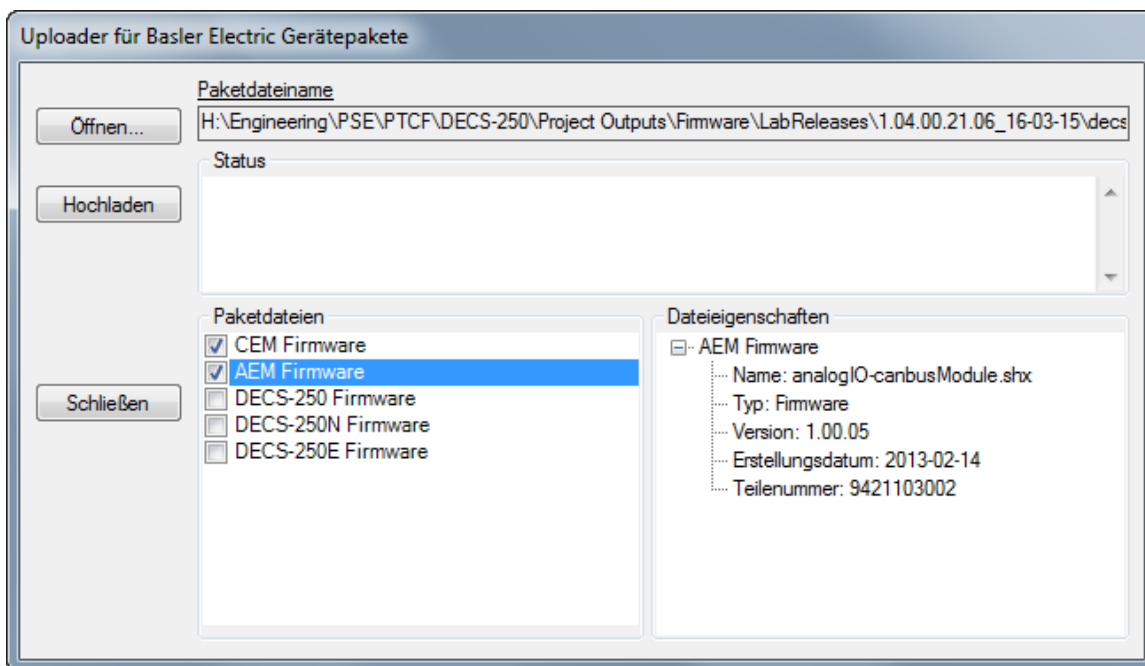 Uploader für Basler Electric Gerätepakete
Paketdateiname
Öffnen...
H:\Engineering\PSE\PTCF\DECS-250\Project Outputs\Firmware\LabReleases\1.04.00.21.06_16-03-15\decs
Status
Hochladen
Paketdateien
CEM Firmware
AEM Firmware
DECS-250 Firmware
DECS-250N Firmware
DECS-250E Firmware
Schließen
Dateieigenschaften
AEM Firmware
Name: analogIO-canbusModule.shx
Typ: Firmware
Version: 1.00.05
Erstellungsdatum: 2013-02-14
Teilenummer: 9421103002